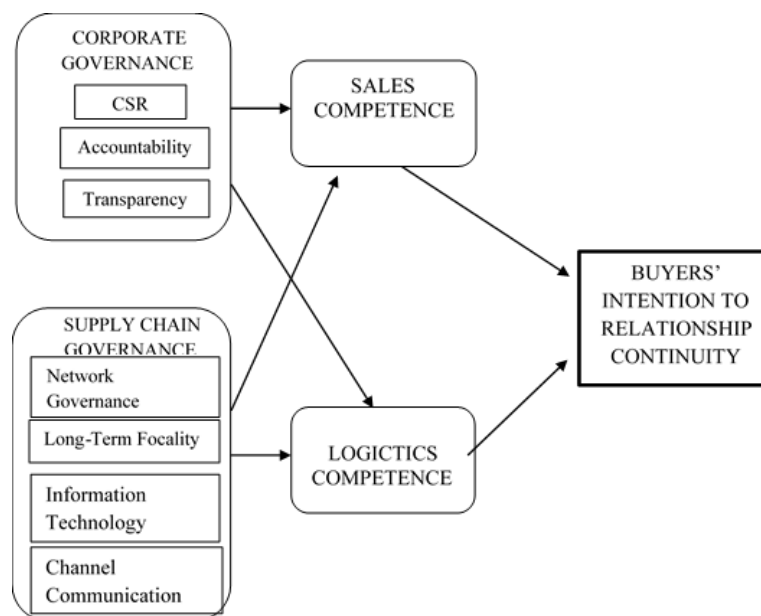 CORPORATE
GOVERNANCE
CSR
Accountability
Transparency
SALES
COMPETENCE
SUPPLY CHAIN
GOVERNANCE
Network
Governance
Long-Term Focality
Information
Technology
Channel
Communication
LOGICTICS
COMPETENCE
BUYERS’
INTENTION TO
RELATIONSHIP
CONTINUITY